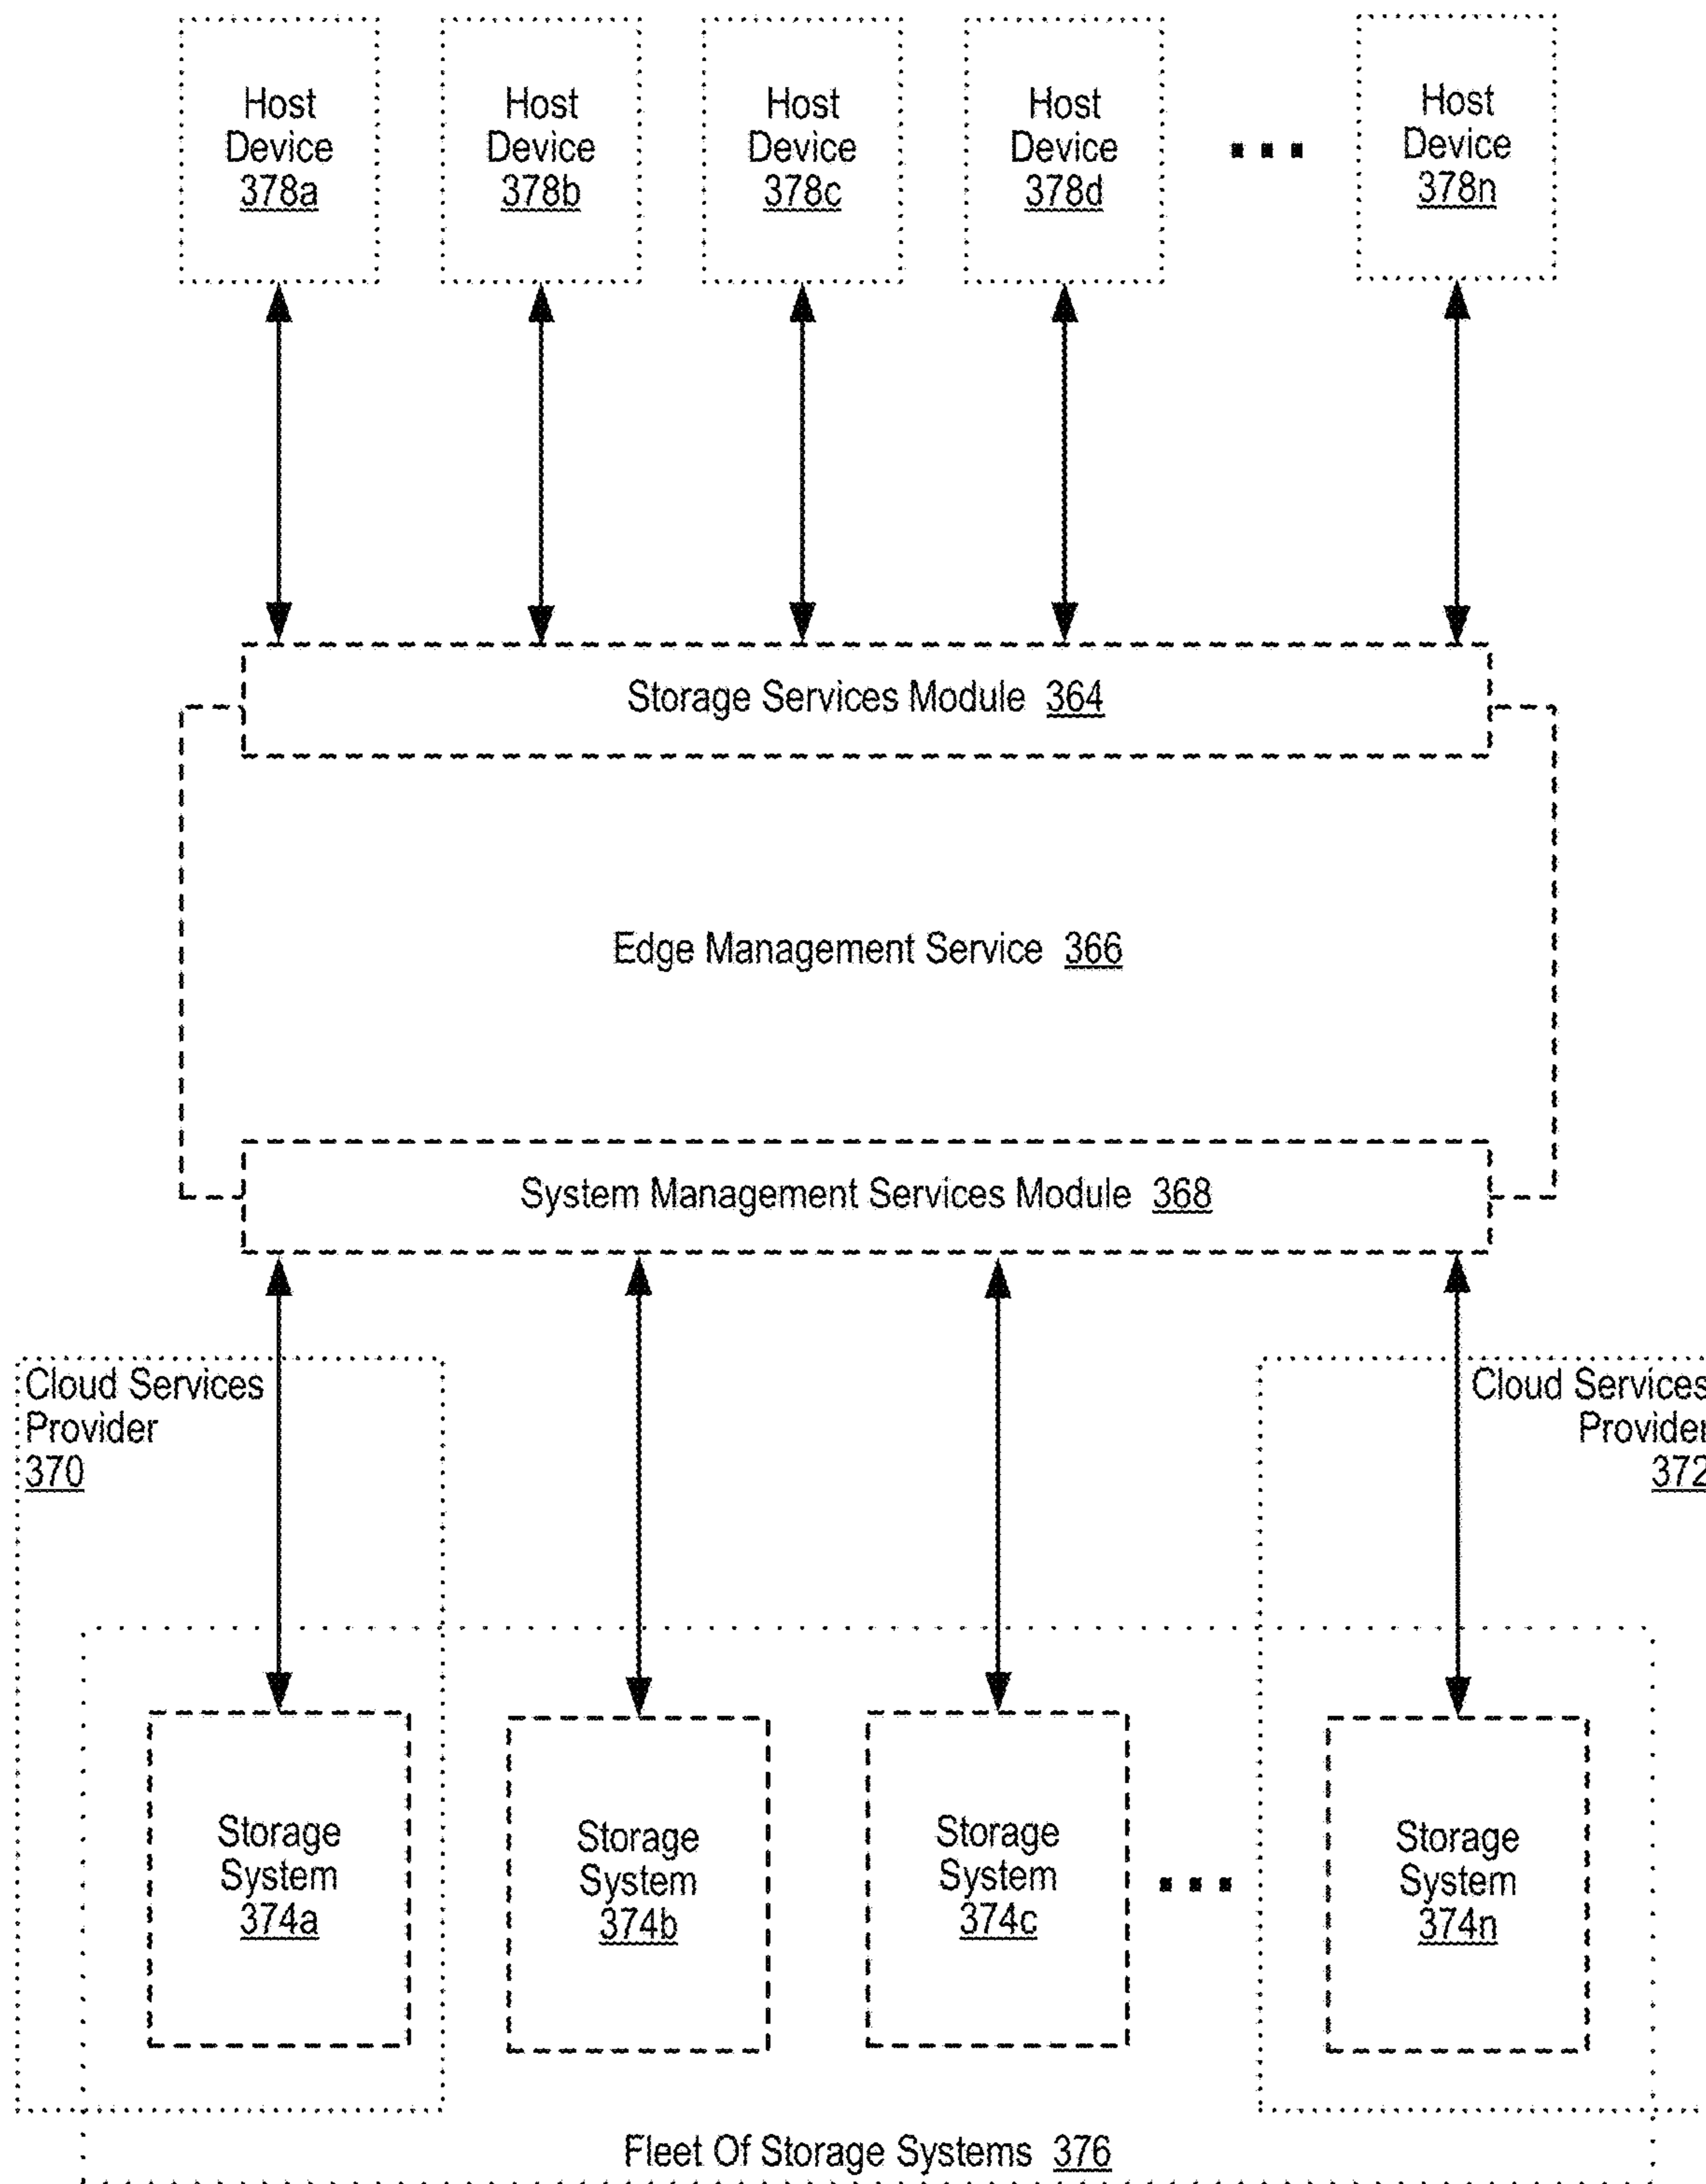 Host
Device
378a
Host
Device
378b
Host
Device
378c
Host
Device
378d
Host
Device
378n
Storage Services Module 364
Edge Management Service 366
System Management Services Module 368
Cloud Services
Provider
370
Cloud Services
Provider
372
Storage
System
374a
Storage
System
374b
Storage
System
374c
Storage
System
374n
Fleet Of Storage Systems 376